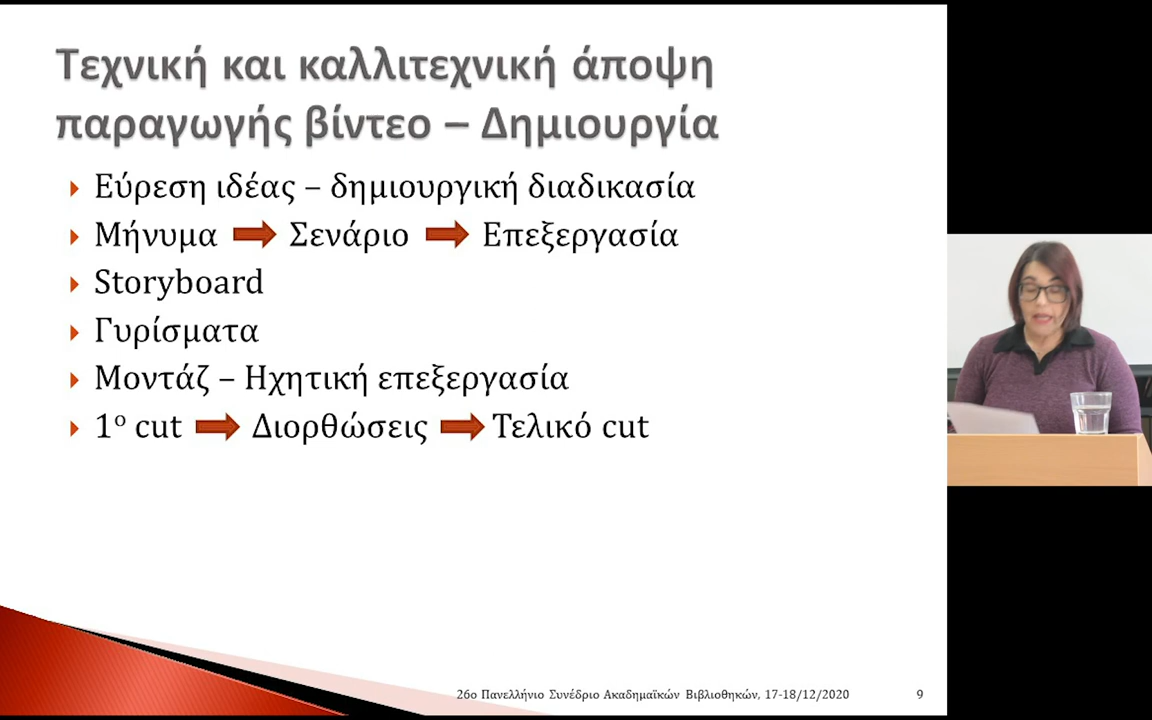 Τεχνική και καλλιτεχνική άποψη
παραγωγής βίντεο – Δημιουργία
Εύρεση ιδέας – δημιουργική διαδικασία
Μήνυμα Σενάριο Επεξεργασία
Storyboard
Γυρίσματα
Μοντάζ – Ηχητική επεξεργασία
1ο cut Διορθώσεις Τελικό cut
26ο Πανελλήνιο Συνέδριο Ακαδημαϊκών Βιβλιοθηκών, 17-18/12/2020 9